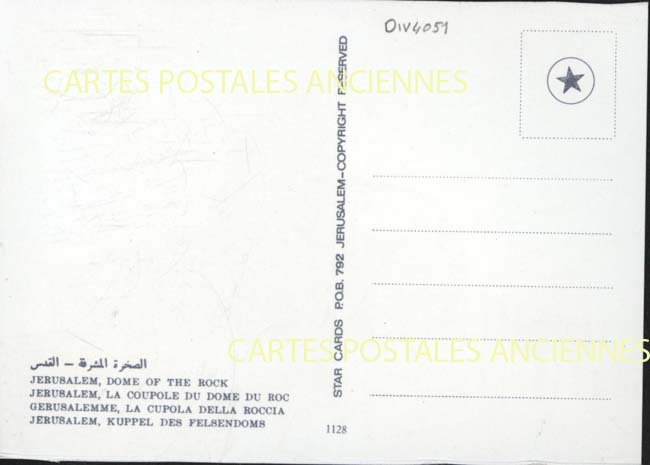 DIV4051
CARTES POSTALES ANCIENNES
STAR CARDS P.O.B. 792 JERUSALEM–COPYRIGHT RESERVED
CARTES POSTALES ANCIENNES
الصخرة المشرفة – القدس
JERUSALEM, DOME OF THE ROCK
JERUSALEM, LA COUPOLE DU DOME DU ROC
GERUSALEMME, LA CUPOLA DELLA ROCCIA
JERUSALEM, KUPPEL DES FELSENDOMS
1128